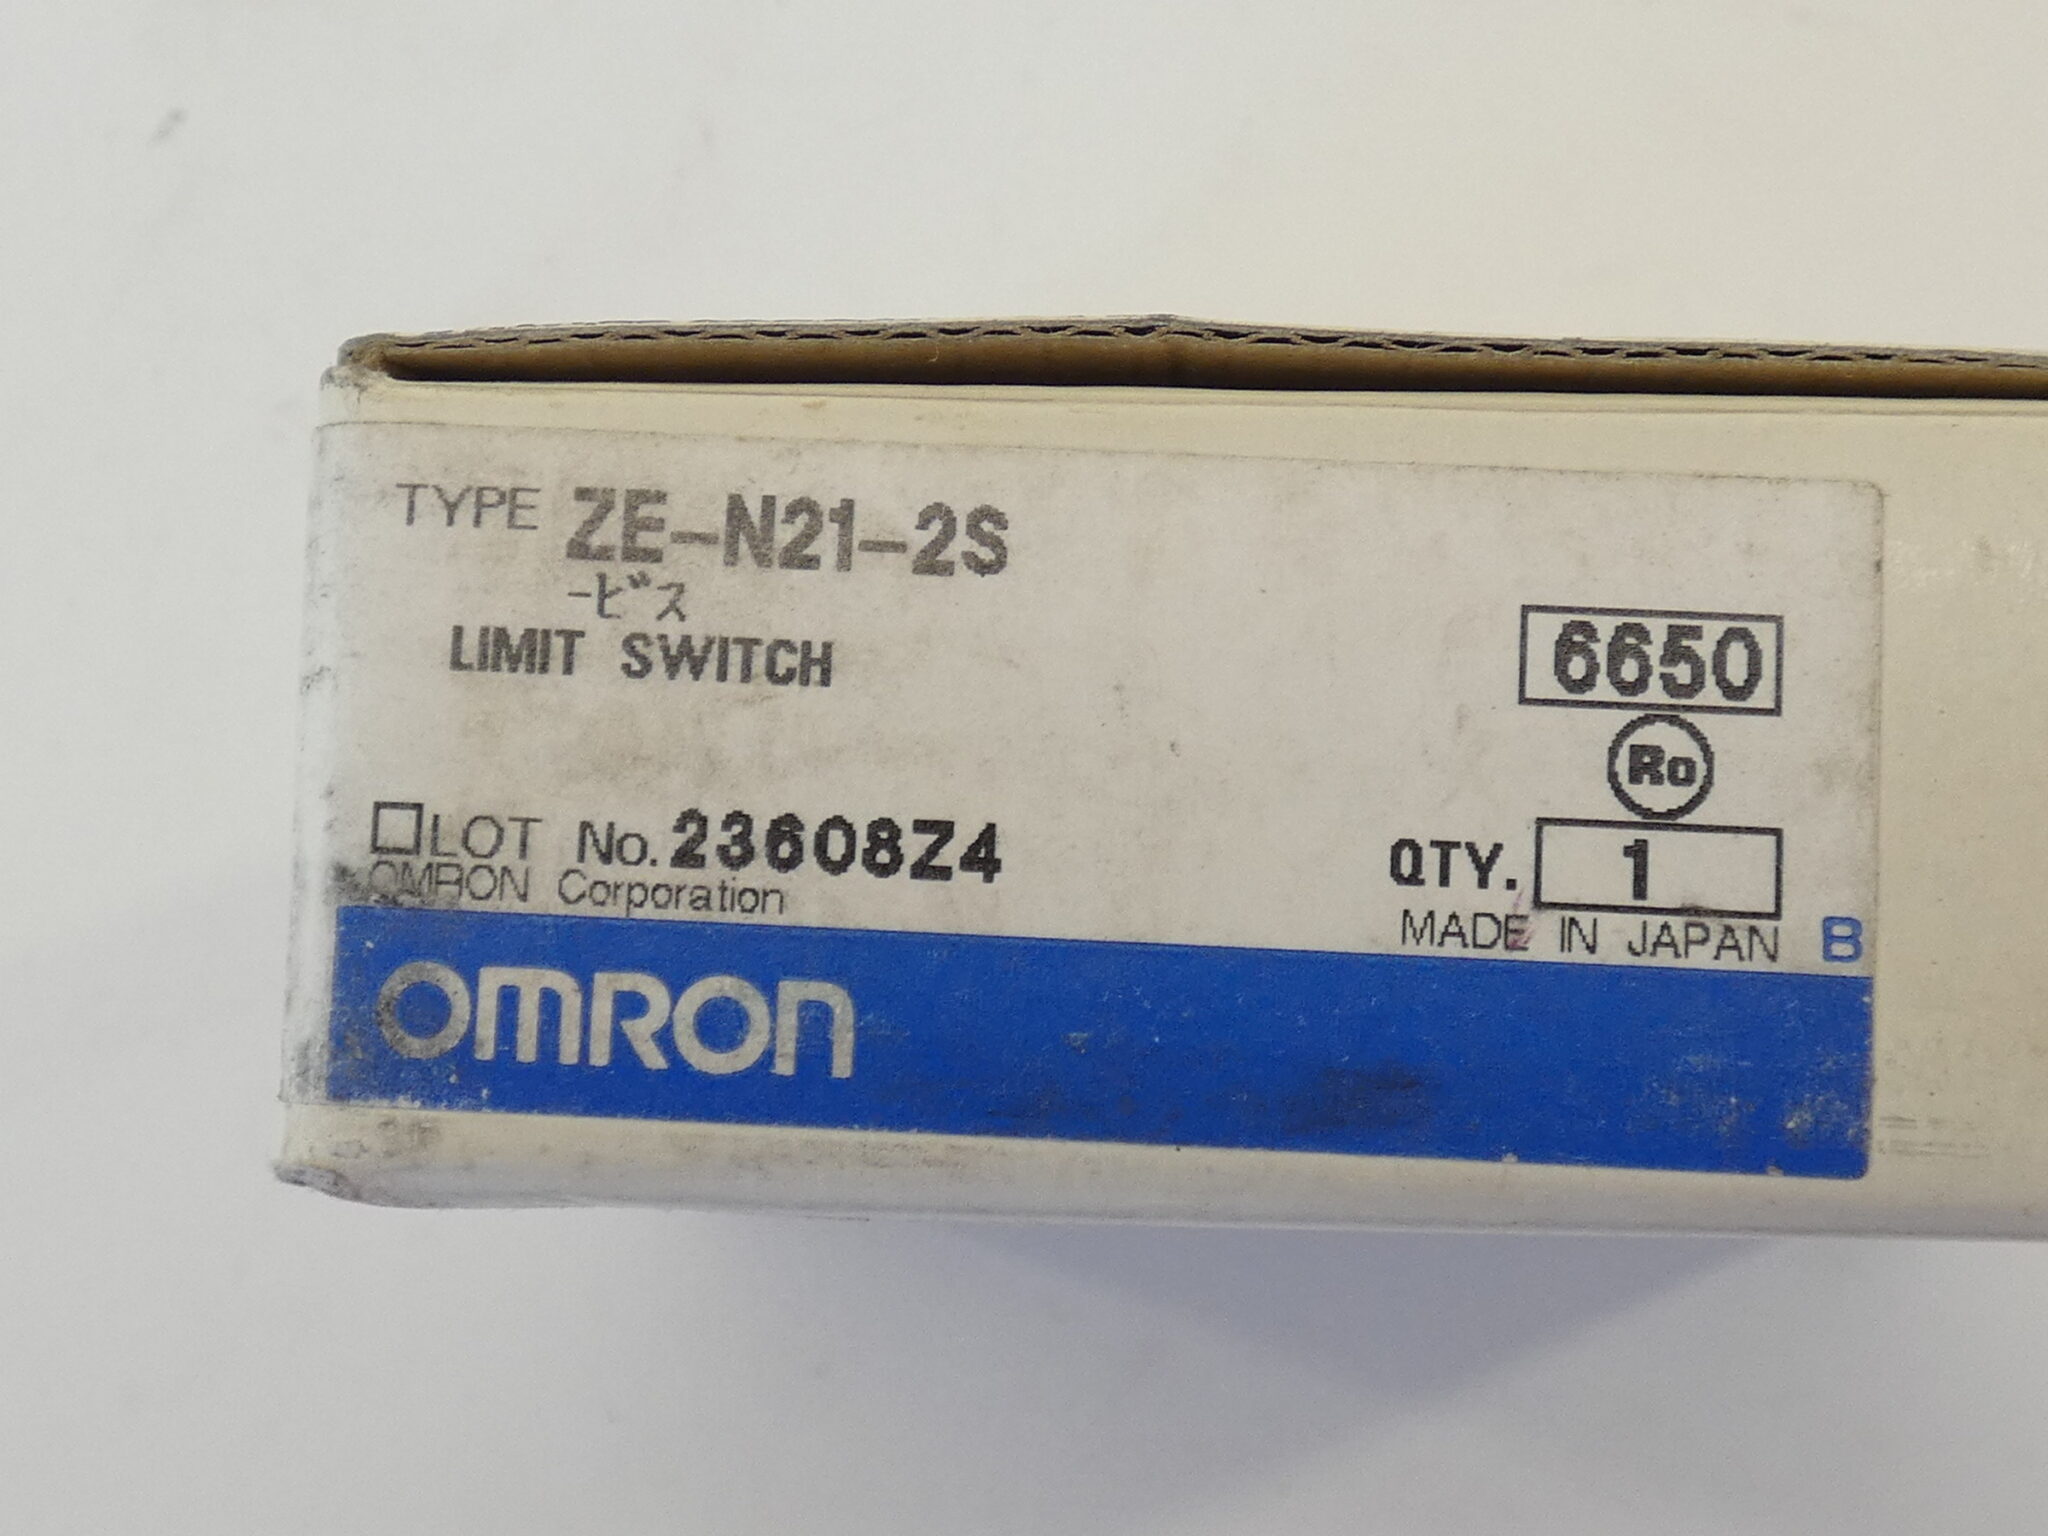 TYPE ZE-N21-2S
-ビス
LIMIT SWITCH
6650
Ro
LOT No. 23608Z4
QTY. 1
OMRON Corporation
MADE IN JAPAN B
OMRON